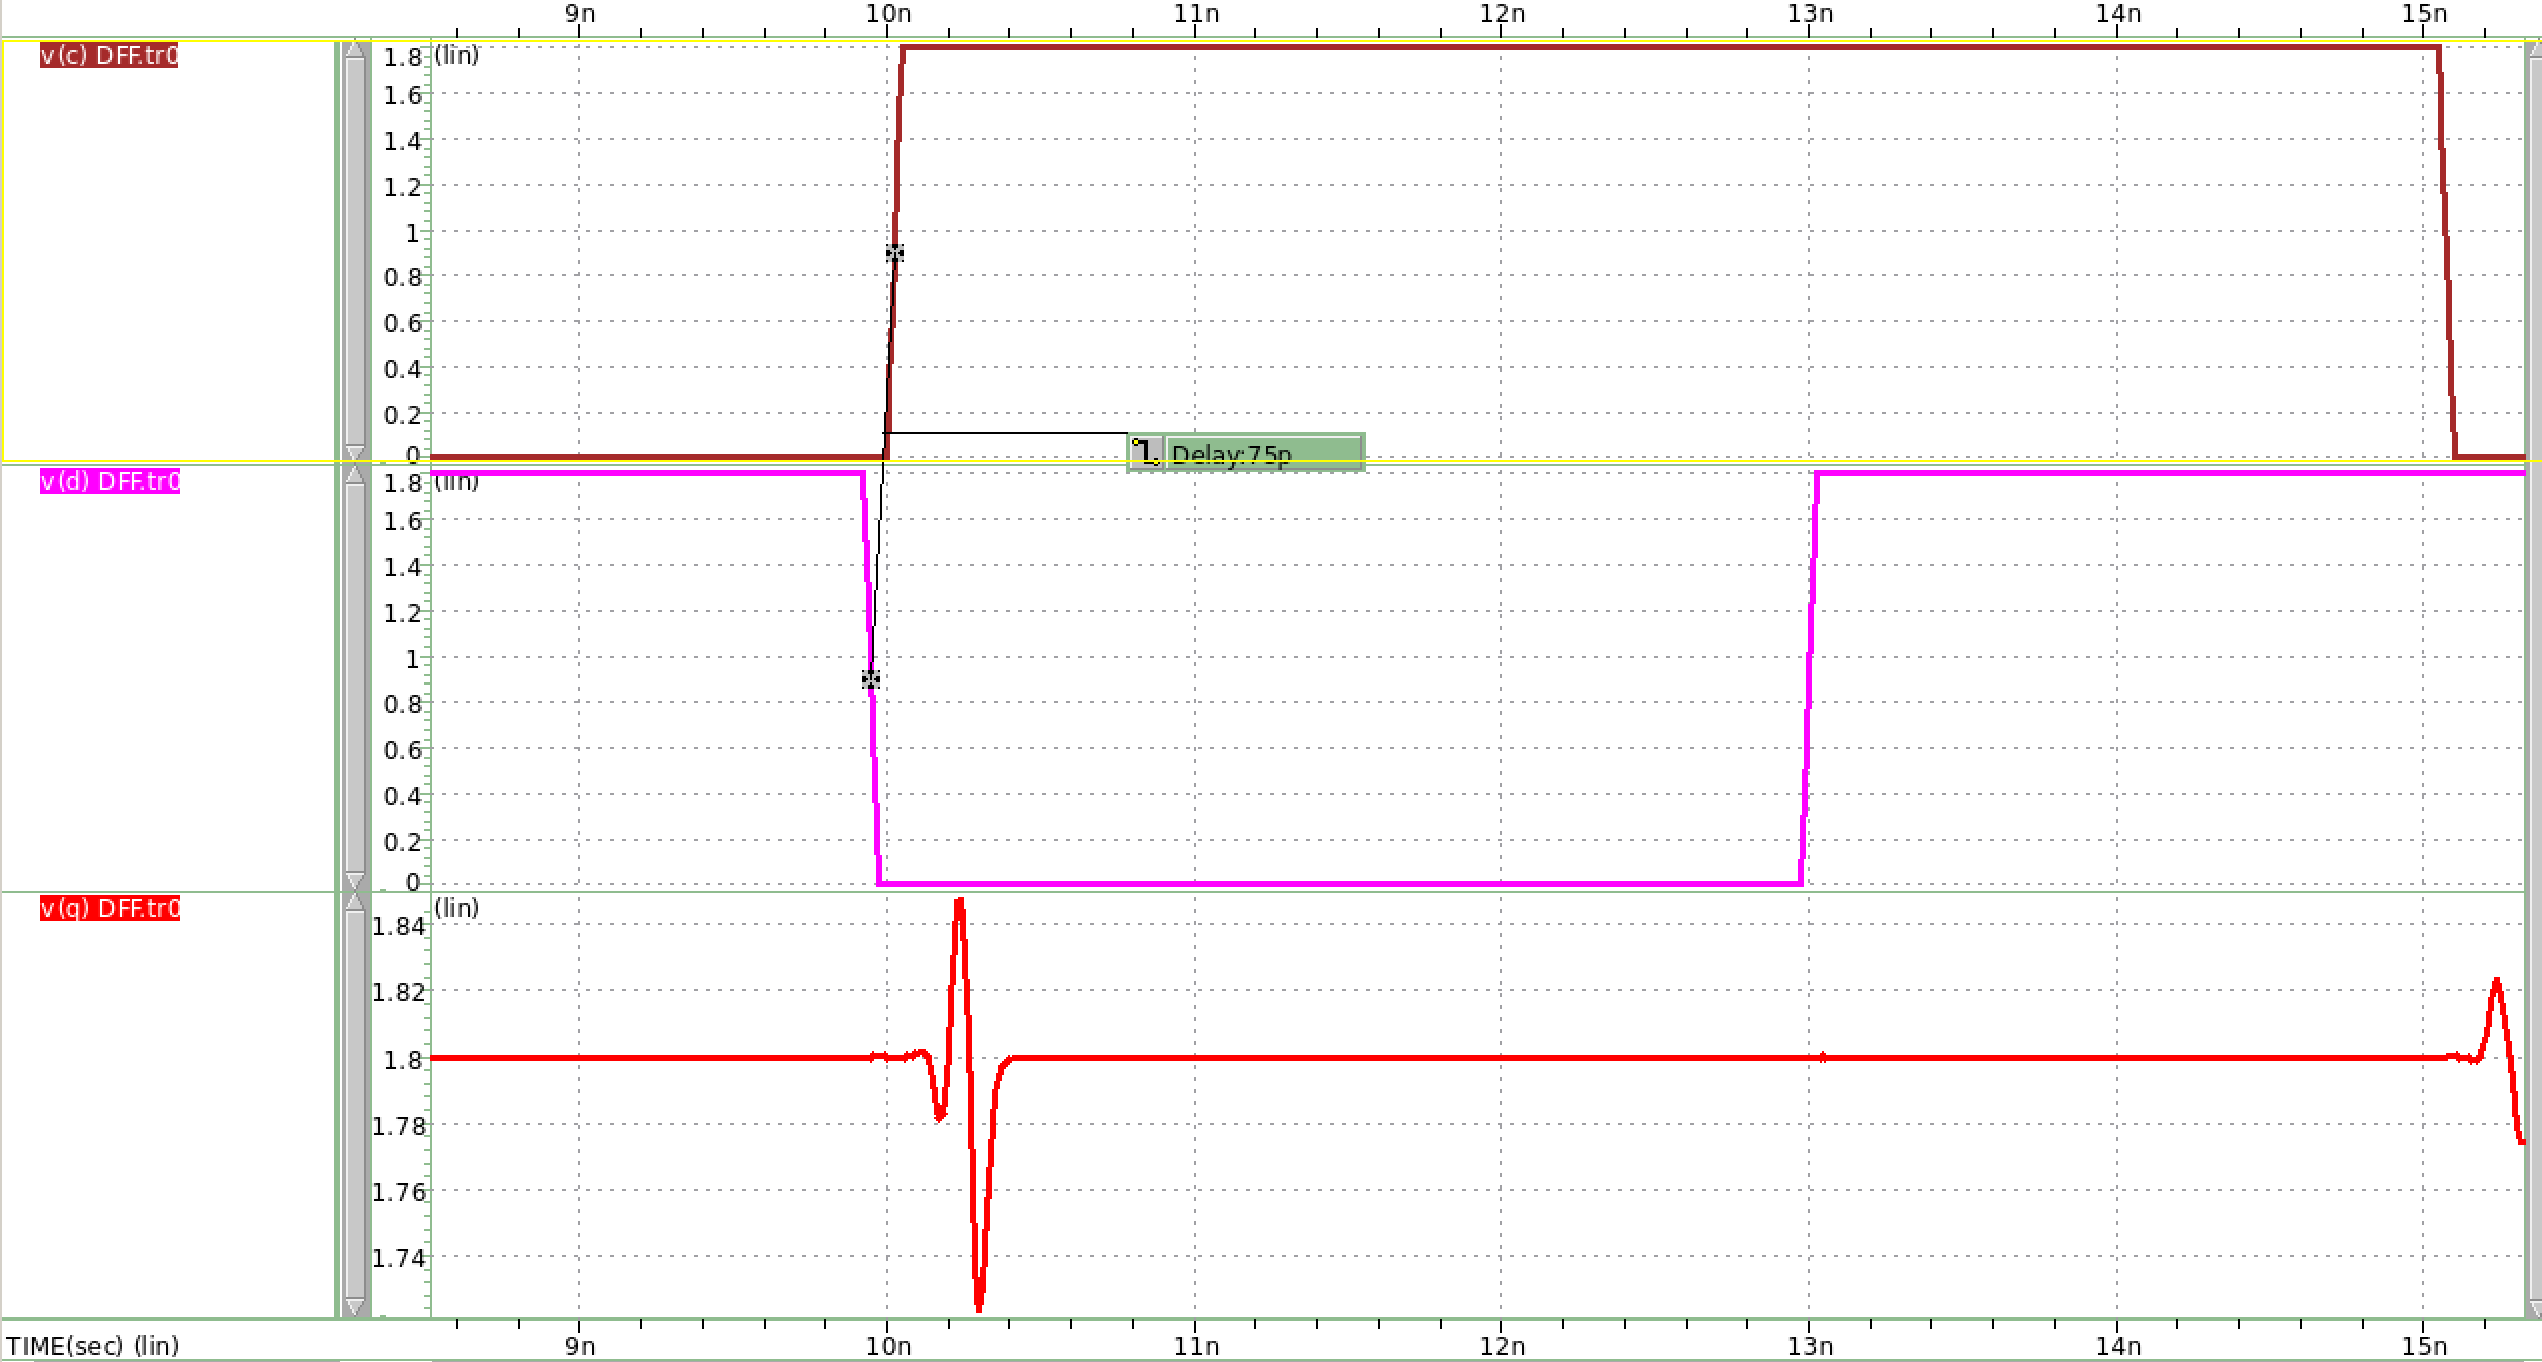 9n 10n 11n 12n 13n 14n 15n
v(c) DFF.tr0
(lin)
1.8
1.6
1.4
1.2
1
0.8
0.6
0.4
0.2
0
Delay:75p
v(d) DFF.tr0
(lin)
1.8
1.6
1.4
1.2
1
0.8
0.6
0.4
0.2
0
v(q) DFF.tr0
(lin)
1.84
1.82
1.8
1.78
1.76
1.74
TIME(sec) (lin)
9n 10n 11n 12n 13n 14n 15n